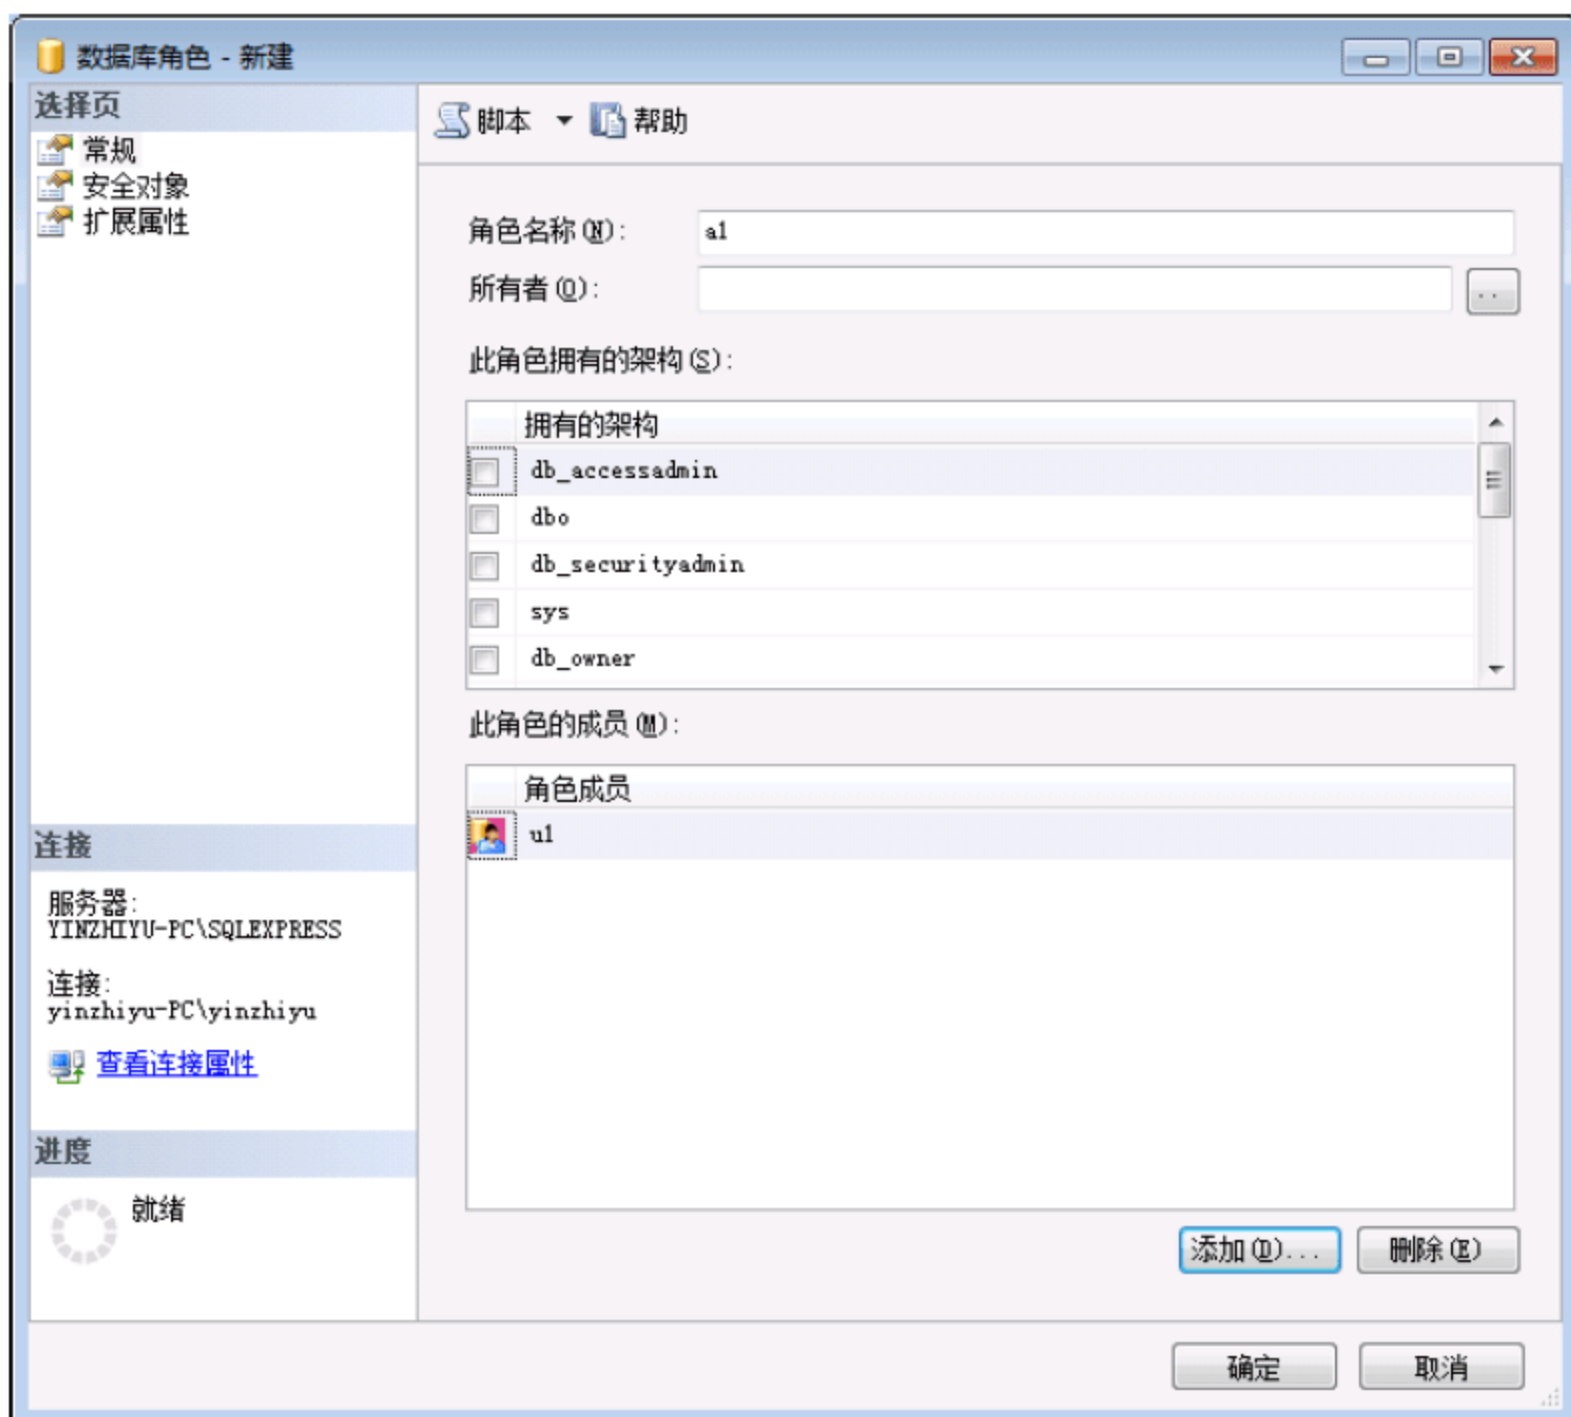 数据库角色 - 新建
选择页
常规
安全对象
扩展属性
脚本 帮助
角色名称(N): a1
所有者(O):
..
此角色拥有的架构(S):
拥有的架构
db_accessadmin
dbo
db_securityadmin
sys
db_owner
此角色的成员(M):
角色成员
u1
连接
服务器:
YINZHIYU-PC\SQLEXPRESS
连接:
yinzhiyu-PC\yinzhiyu
查看连接属性
进度
就绪
添加(D)... 删除(E)
确定 取消